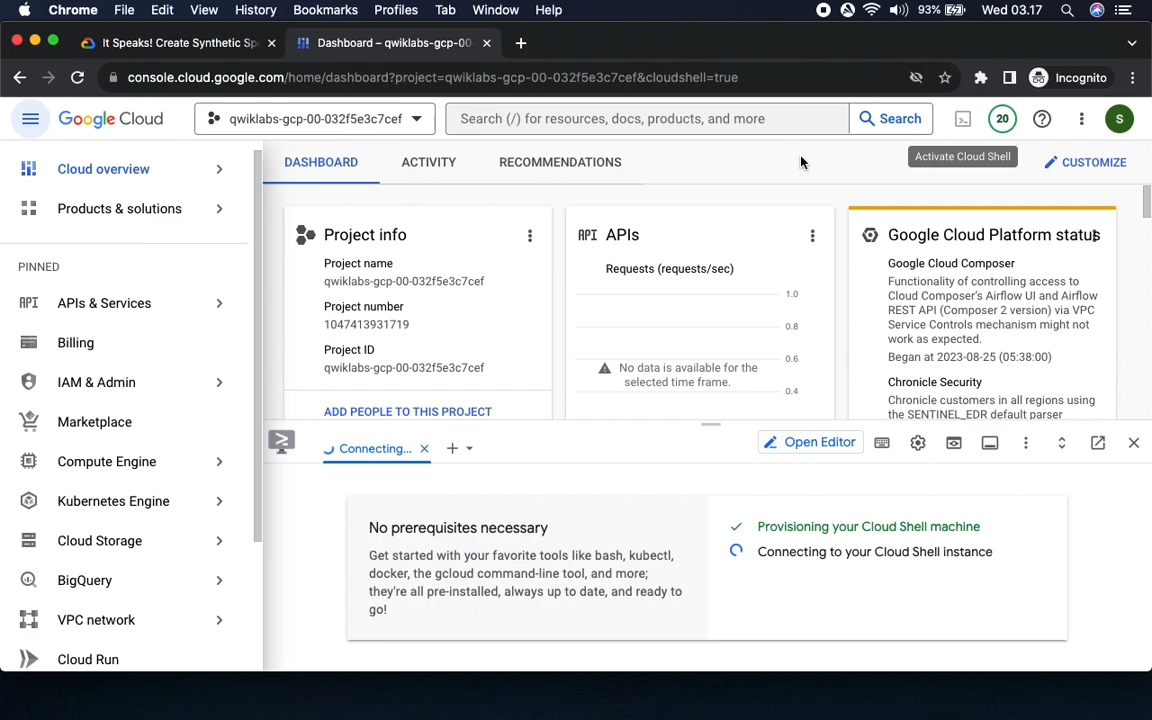 Chrome File Edit View History Bookmarks Profiles Tab Window Help 93% Wed 03.17
It Speaks! Create Synthetic Sp Dashboard – qwiklabs-gcp-00
console.cloud.google.com/home/dashboard?project=qwiklabs-gcp-00-032f5e3c7cef&cloudshell=true Incognito
Google Cloud qwiklabs-gcp-00-032f5e3c7cef Search (/) for resources, docs, products, and more Search 20 S
Activate Cloud Shell
DASHBOARD ACTIVITY RECOMMENDATIONS CUSTOMIZE
Cloud overview
Products & solutions
PINNED
API APIs & Services
Billing
IAM & Admin
Marketplace
Compute Engine
Kubernetes Engine
Cloud Storage
BigQuery
VPC network
Cloud Run
Project info
Project name
qwiklabs-gcp-00-032f5e3c7cef
Project number
1047413931719
Project ID
qwiklabs-gcp-00-032f5e3c7cef
ADD PEOPLE TO THIS PROJECT
API APIs
Requests (requests/sec)
1.0
0.8
0.6
0.4
No data is available for the
selected time frame.
Google Cloud Platform status
Google Cloud Composer
Functionality of controlling access to
Cloud Composer's Airflow UI and Airflow
REST API (Composer 2 version) via VPC
Service Controls mechanism might not
work as expected.
Began at 2023-08-25 (05:38:00)
Chronicle Security
Chronicle customers in all regions using
the SENTINEL_EDR default parser
Connecting... Open Editor
No prerequisites necessary
Get started with your favorite tools like bash, kubectl,
docker, the gcloud command-line tool, and more;
they're all pre-installed, always up to date, and ready to
go!
Provisioning your Cloud Shell machine
Connecting to your Cloud Shell instance